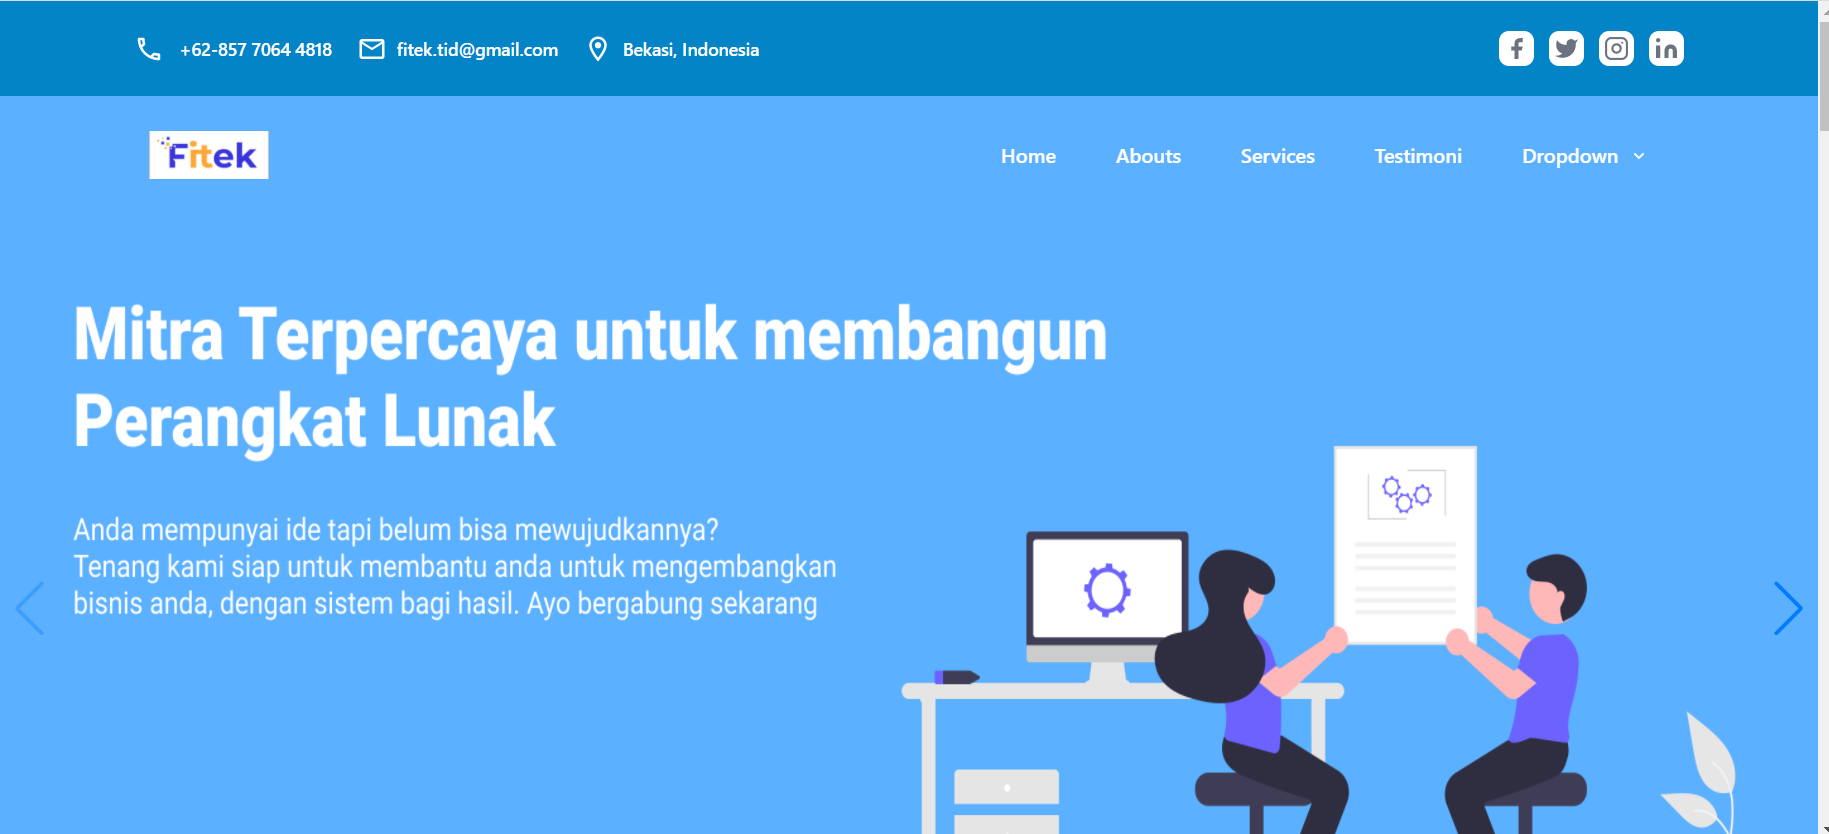 +62-857 7064 4818 fitek.tid@gmail.com Bekasi, Indonesia
Fitek Home Abouts Services Testimoni Dropdown
Mitra Terpercaya untuk membangun
Perangkat Lunak
Anda mempunyai ide tapi belum bisa mewujudkannya?
Tenang kami siap untuk membantu anda untuk mengembangkan
bisnis anda, dengan sistem bagi hasil. Ayo bergabung sekarang